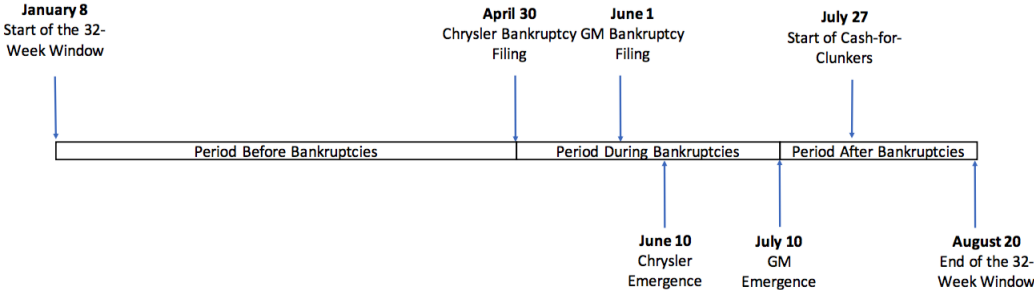 January 8
Start of the 32-
Week Window
April 30
Chrysler Bankruptcy
Filing
June 1
GM Bankruptcy
Filing
July 27
Start of Cash-for-
Clunkers
Period Before Bankruptcies
Period During Bankruptcies
Period After Bankruptcies
June 10
Chrysler
Emergence
July 10
GM
Emergence
August 20
End of the 32-
Week Window